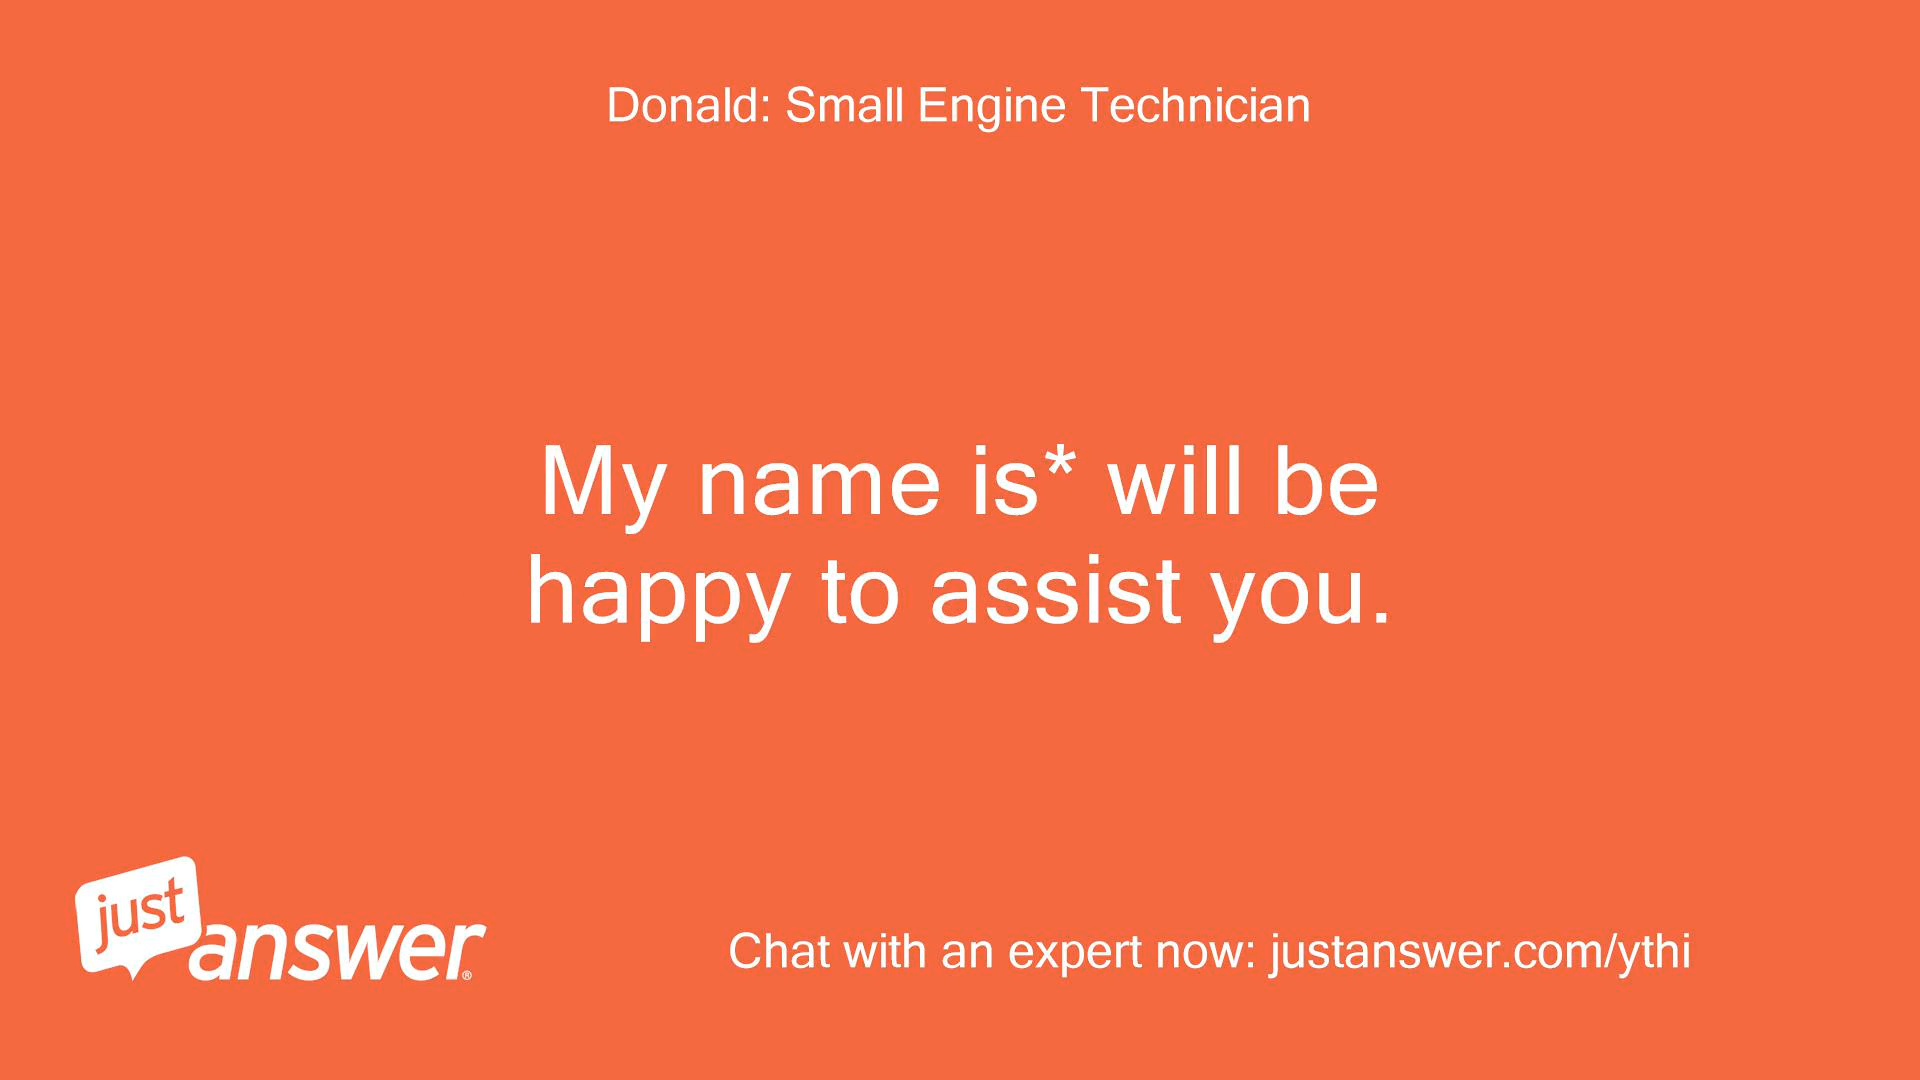 Donald: Small Engine Technician
My name is* will be
happy to assist you.
just
answer®
Chat with an expert now: justanswer.com/ythi